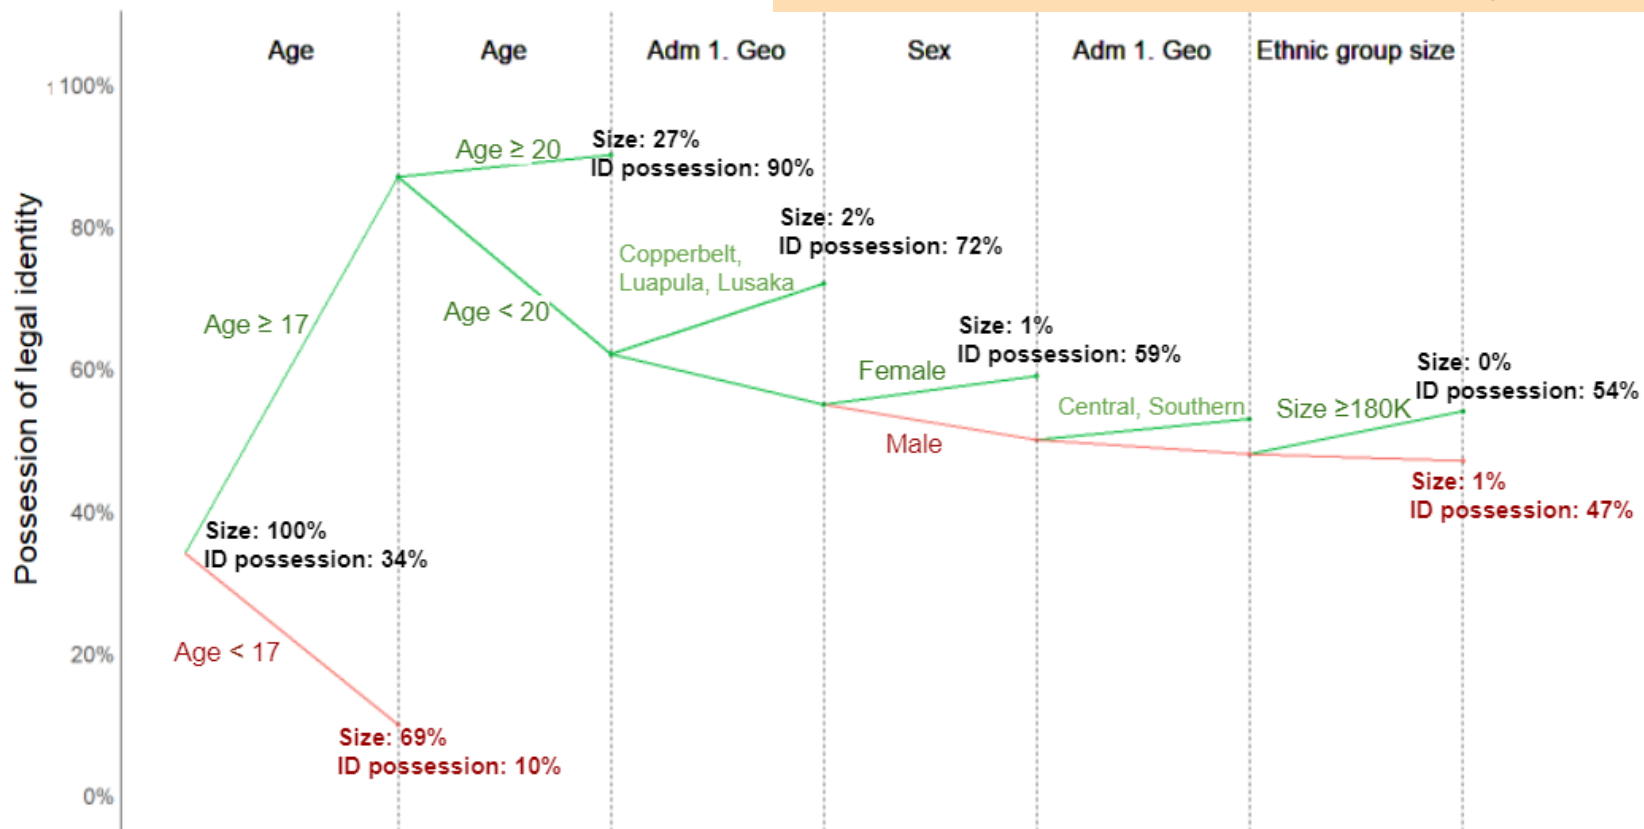 Age
Age
Adm 1. Geo
Sex
Adm 1. Geo
Ethnic group size
Possession of legal identity
1 100%
80%
60%
40%
20%
0%
Age ≥ 20
Size: 27%
ID possession: 90%
Size: 2%
ID possession: 72%
Copperbelt,
Luapula, Lusaka
Age ≥ 17
Age < 20
Size: 1%
ID possession: 59%
Female
Male
Central, Southern
Size ≥180K
Size: 0%
ID possession: 54%
Size: 1%
ID possession: 47%
Size: 100%
ID possession: 34%
Age < 17
Size: 69%
ID possession: 10%